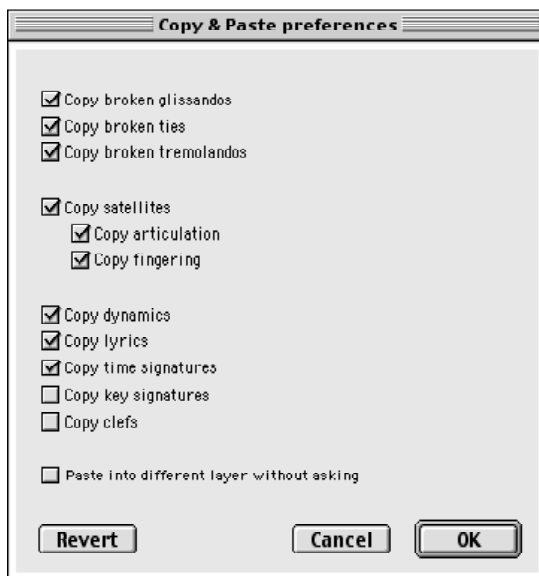 Copy & Paste preferences
Copy broken glissandos
Copy broken ties
Copy broken tremolandos
Copy satellites
Copy articulation
Copy fingering
Copy dynamics
Copy lyrics
Copy time signatures
Copy key signatures
Copy clefs
Paste into different layer without asking
Revert Cancel OK